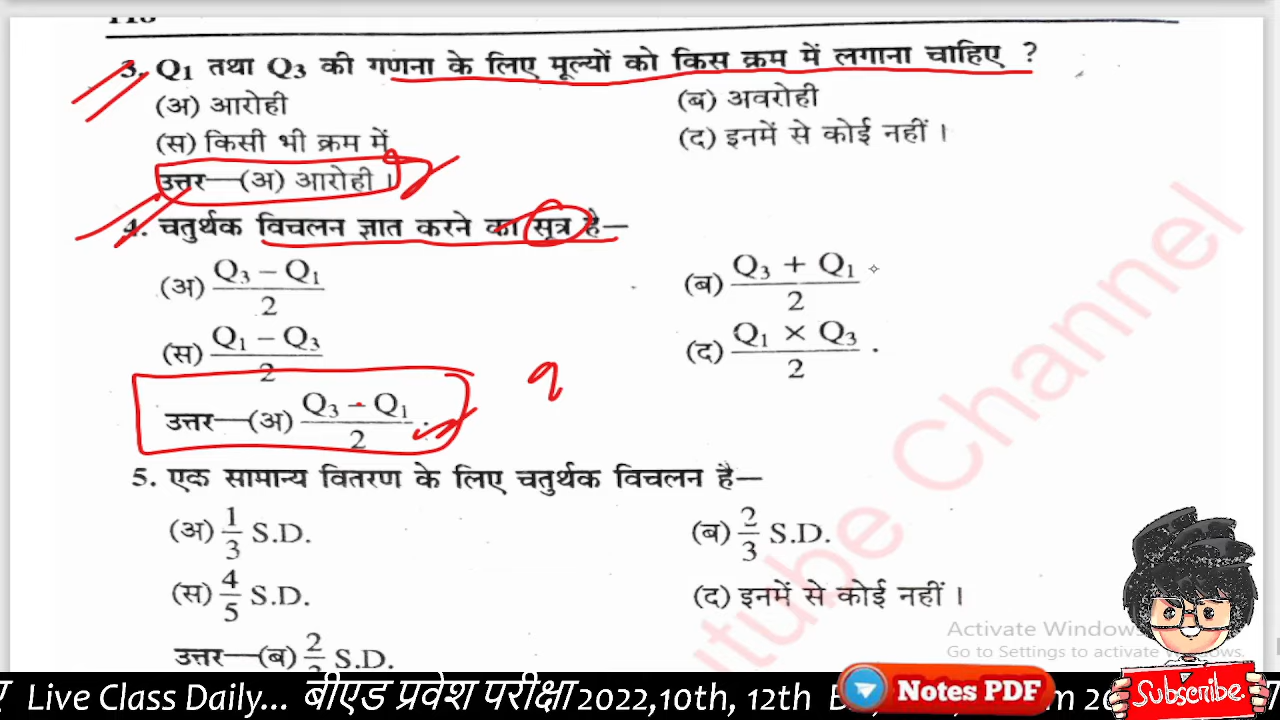 118
3. Q1 तथा Q3 की गणना के लिए मूल्यों को किस क्रम में लगाना चाहिए ?
(अ) आरोही (ब) अवरोही
(स) किसी भी क्रम में (द) इनमें से कोई नहीं ।
उत्तर—(अ) आरोही ।
4. चतुर्थक विचलन ज्ञात करने का सूत्र है—
(अ) (Q3 – Q1)/2 (ब) (Q3 + Q1)/2
(स) (Q1 – Q3)/2 (द) (Q1 × Q3)/2 .
उत्तर—(अ) (Q3 – Q1)/2 .
5. एक सामान्य वितरण के लिए चतुर्थक विचलन है—
(अ) 1/3 S.D. (ब) 2/3 S.D.
(स) 4/5 S.D. (द) इनमें से कोई नहीं ।
उत्तर—(ब) 2/3 S.D.
tube Channel
Activate Windows
Go to Settings to activate Windows.
Live Class Daily... बीएड प्रवेश परीक्षा 2022,10th, 12th
Notes PDF
Subscribe